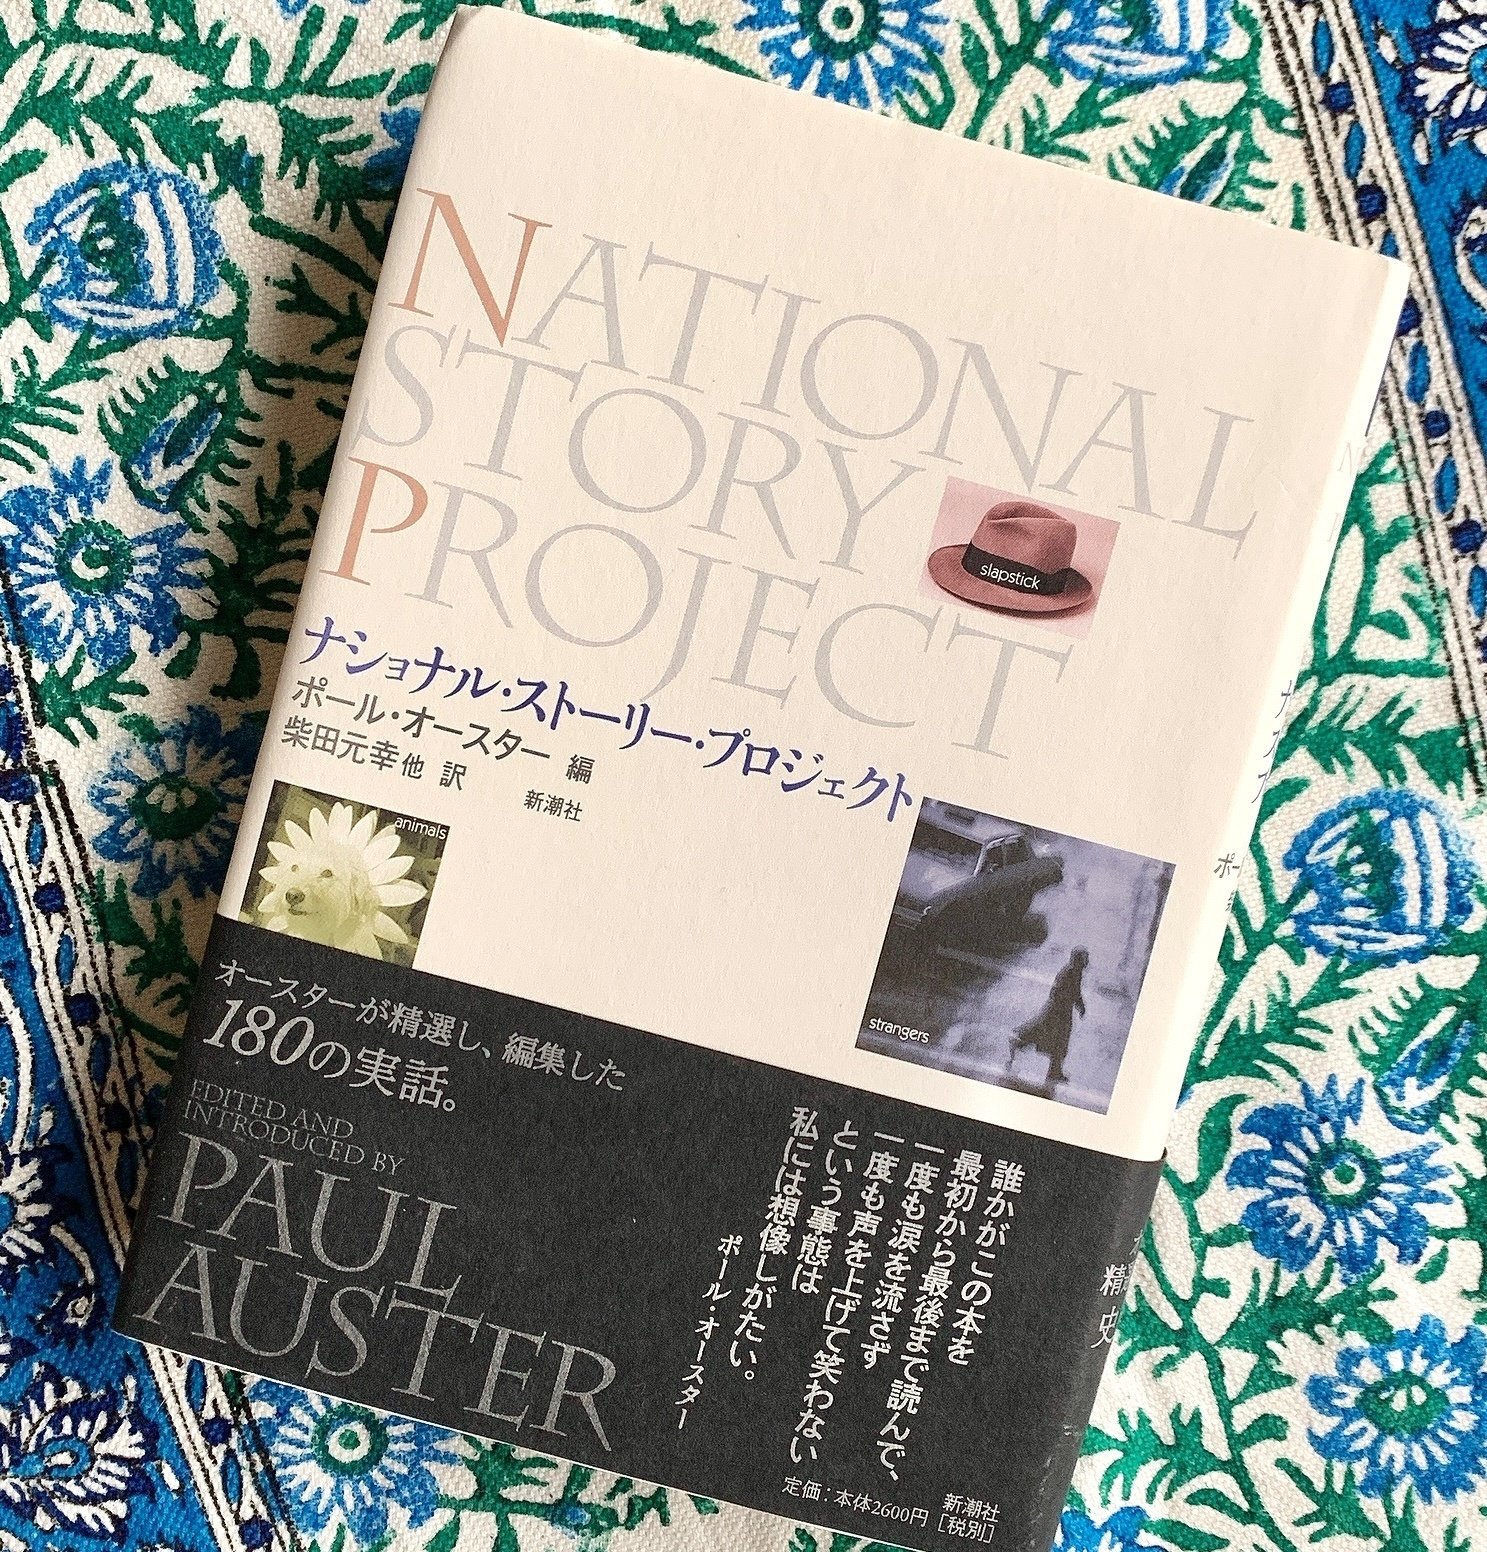 NATIONAL
STORY
PROJECT
slapstick
ナショナル・ストーリー・プロジェクト
ポール・オースター 編
柴田元幸他 訳
新潮社
animals
strangers
オースターが精選し、編集した
180の実話。
EDITED AND
INTRODUCED BY
PAUL
AUSTER
誰かがこの本を
最初から最後まで読んで、
一度も涙を流さず
一度も声を上げて笑わない
という事態は
私には想像しがたい。
ポール・オースター
新潮社
定価：本体2600円［税別］